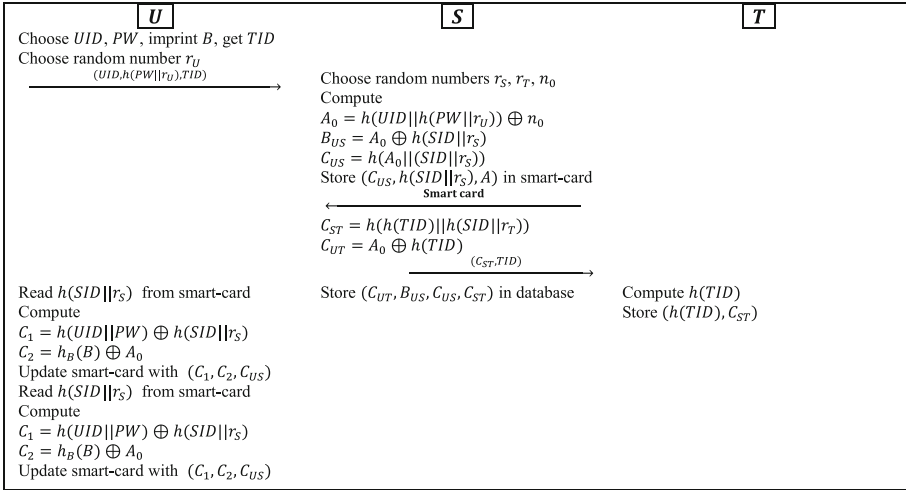 U
S
T
Choose UID, PW, imprint B, get TID
Choose random number r_U
(UID,h(PW||r_U),TID)
Choose random numbers r_S, r_T, n_0
Compute
A_0 = h(UID||h(PW||r_U)) ⊕ n_0
B_US = A_0 ⊕ h(SID||r_S)
C_US = h(A_0||(SID||r_S))
Store (C_US, h(SID||r_S), A) in smart-card
Smart card
C_ST = h(h(TID)||h(SID||r_T))
C_UT = A_0 ⊕ h(TID)
(C_ST,TID)
Read h(SID||r_S) from smart-card
Store (C_UT, B_US, C_US, C_ST) in database
Compute h(TID)
Compute
Store (h(TID), C_ST)
C_1 = h(UID||PW) ⊕ h(SID||r_S)
C_2 = h_B(B) ⊕ A_0
Update smart-card with (C_1, C_2, C_US)
Read h(SID||r_S) from smart-card
Compute
C_1 = h(UID||PW) ⊕ h(SID||r_S)
C_2 = h_B(B) ⊕ A_0
Update smart-card with (C_1, C_2, C_US)